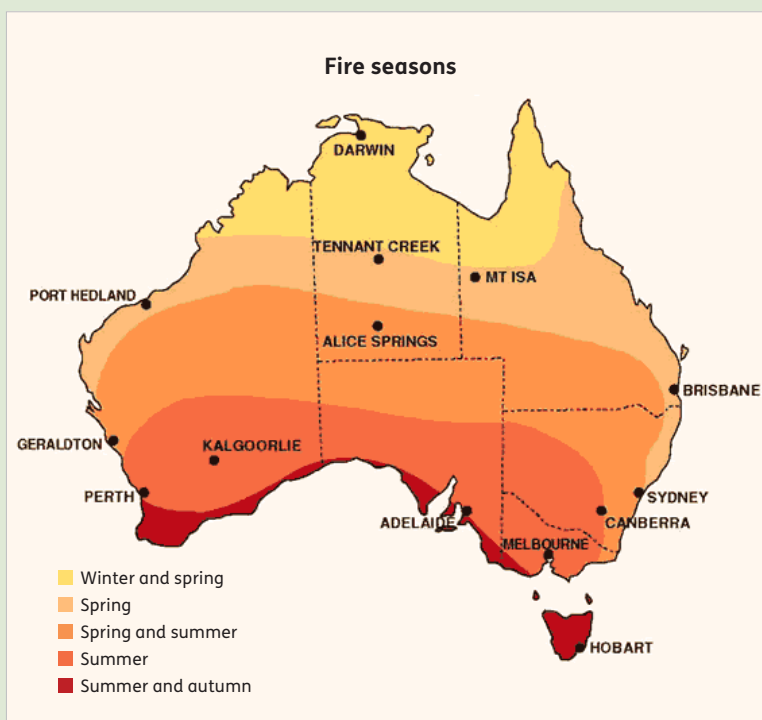 Fire seasons
DARWIN
TENNANT CREEK
MT ISA
PORT HEDLAND
ALICE SPRINGS
BRISBANE
GERALDTON
KALGOORLIE
PERTH
SYDNEY
ADELAIDE
CANBERRA
MELBOURNE
Winter and spring
Spring
Spring and summer
Summer
Summer and autumn
HOBART